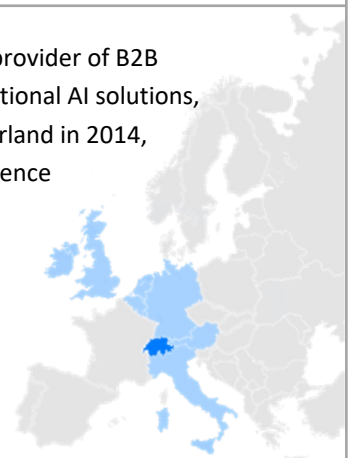 provider of B2B
tional AI solutions,
rland in 2014,
ence